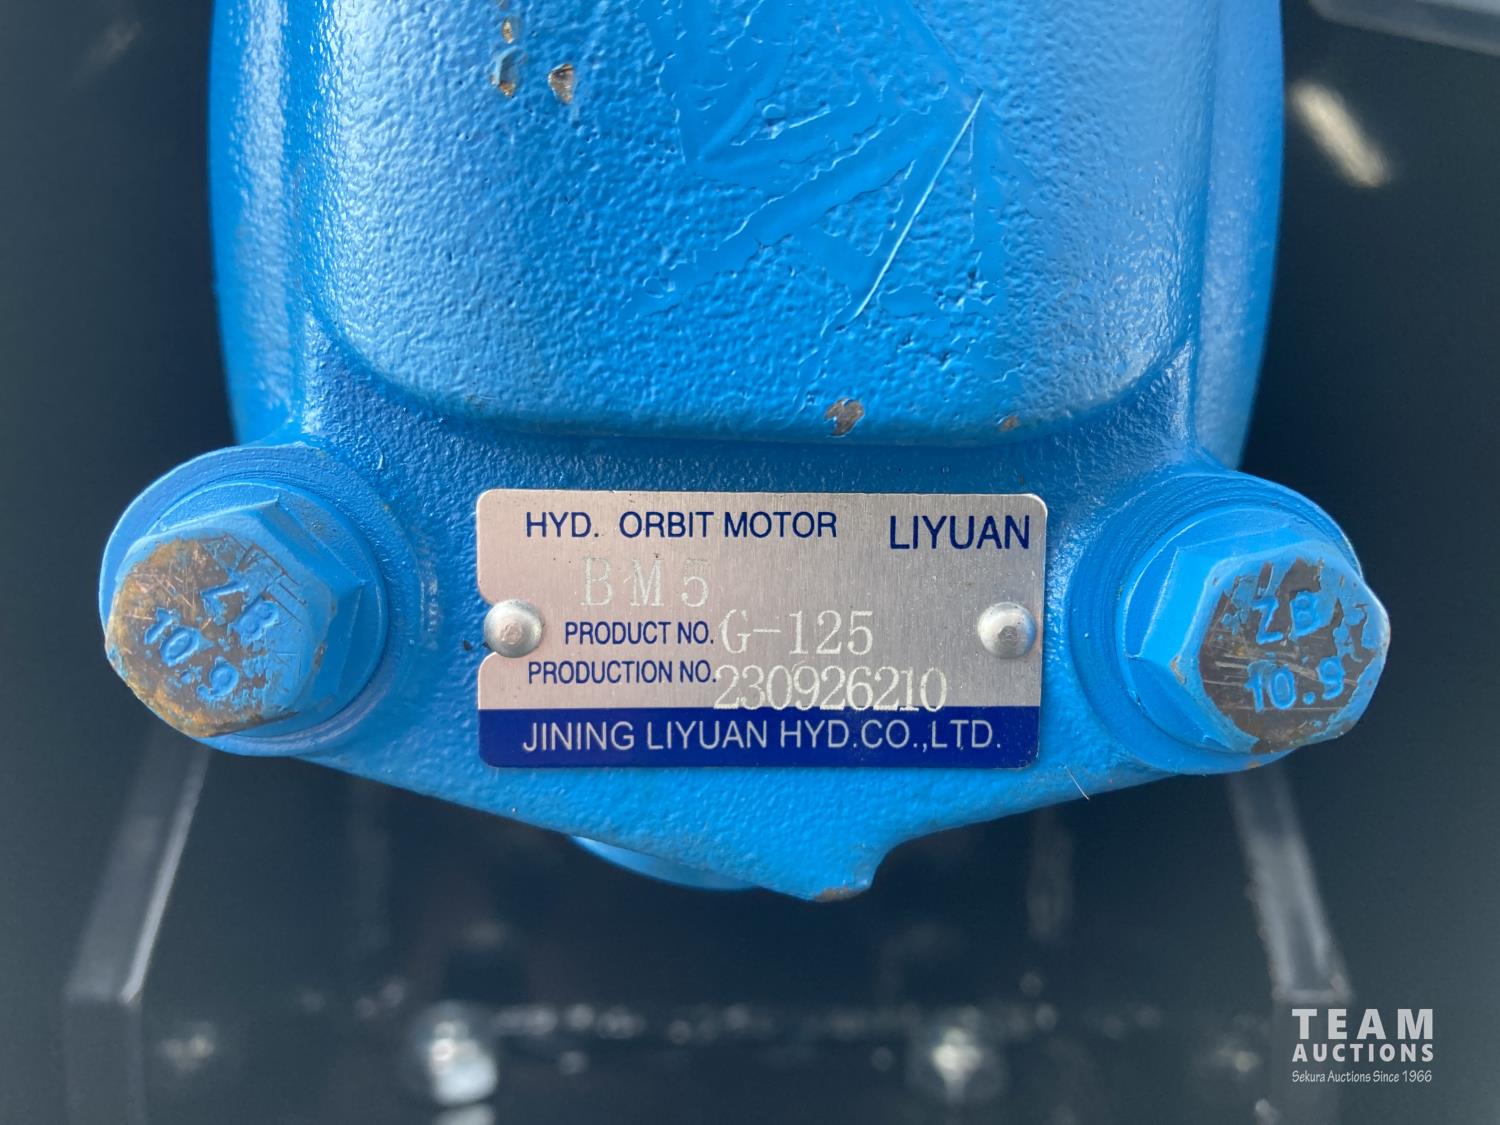 HYD. ORBIT MOTOR LIYUAN
BM5
PRODUCT NO. G-125
PRODUCTION NO. 230926210
JINING LIYUAN HYD.CO.,LTD.
ZB
10.9
ZB
10.9
TEAM
AUCTIONS
Sekura Auctions Since 1966